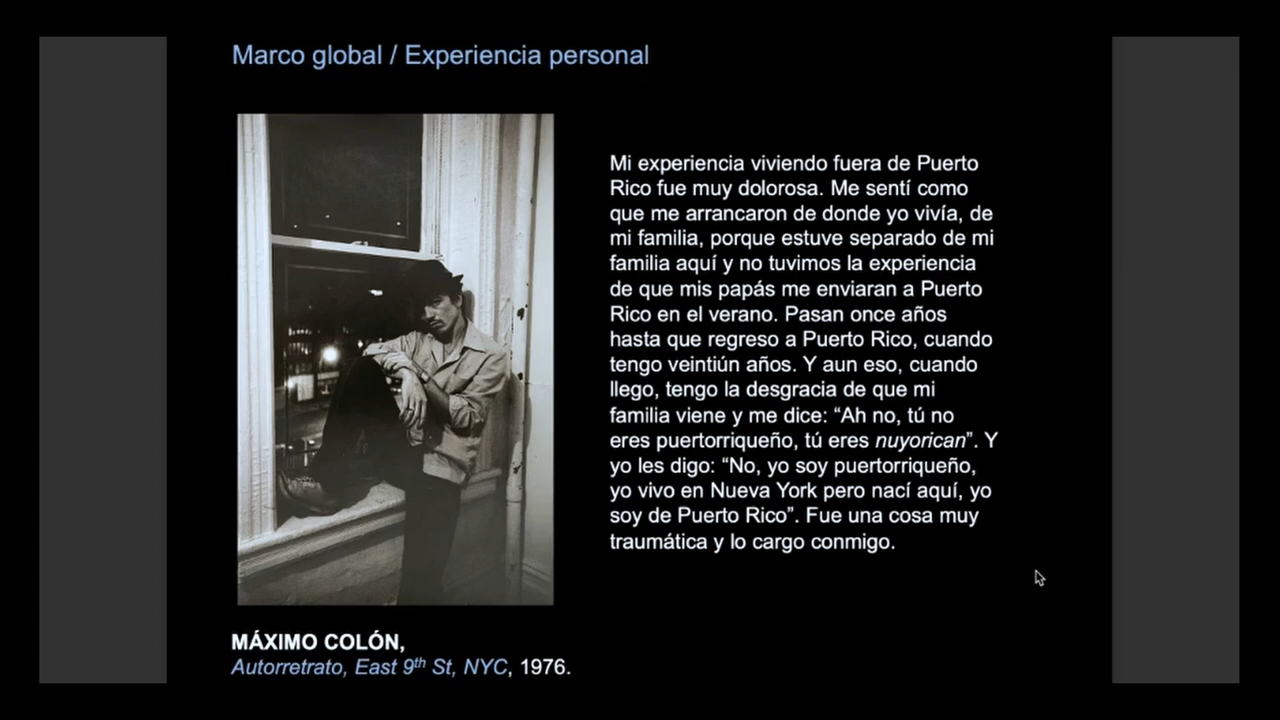 Marco global / Experiencia personal
Mi experiencia viviendo fuera de Puerto
Rico fue muy dolorosa. Me sentí como
que me arrancaron de donde yo vivía, de
mi familia, porque estuve separado de mi
familia aquí y no tuvimos la experiencia
de que mis papás me enviaran a Puerto
Rico en el verano. Pasan once años
hasta que regreso a Puerto Rico, cuando
tengo veintiún años. Y aun eso, cuando
llego, tengo la desgracia de que mi
familia viene y me dice: “Ah no, tú no
eres puertorriqueño, tú eres nuyorican”. Y
yo les digo: “No, yo soy puertorriqueño,
yo vivo en Nueva York pero nací aquí, yo
soy de Puerto Rico”. Fue una cosa muy
traumática y lo cargo conmigo.
MÁXIMO COLÓN,
Autorretrato, East 9th St, NYC, 1976.